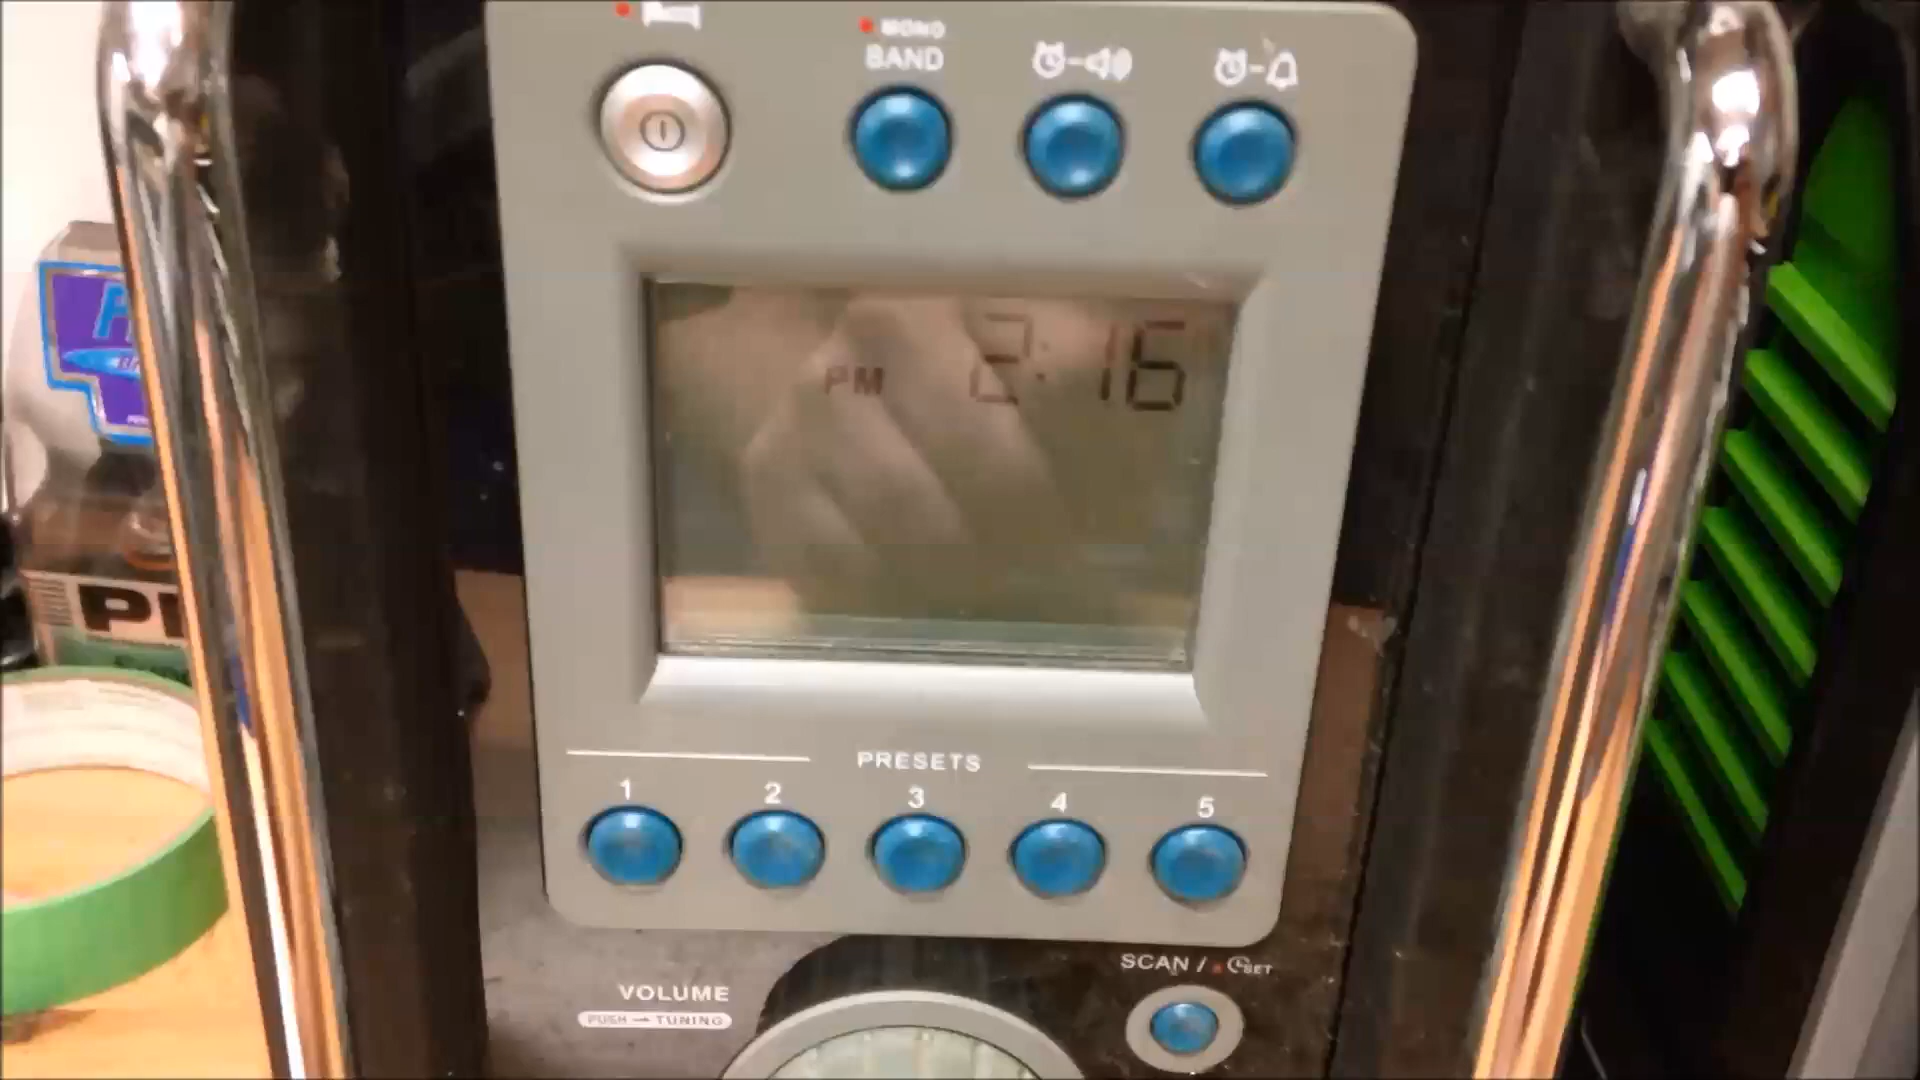 MONO
BAND
PM 2:16
PRESETS
1 2 3 4 5
SCAN / SET
VOLUME
PUSH → TUNING